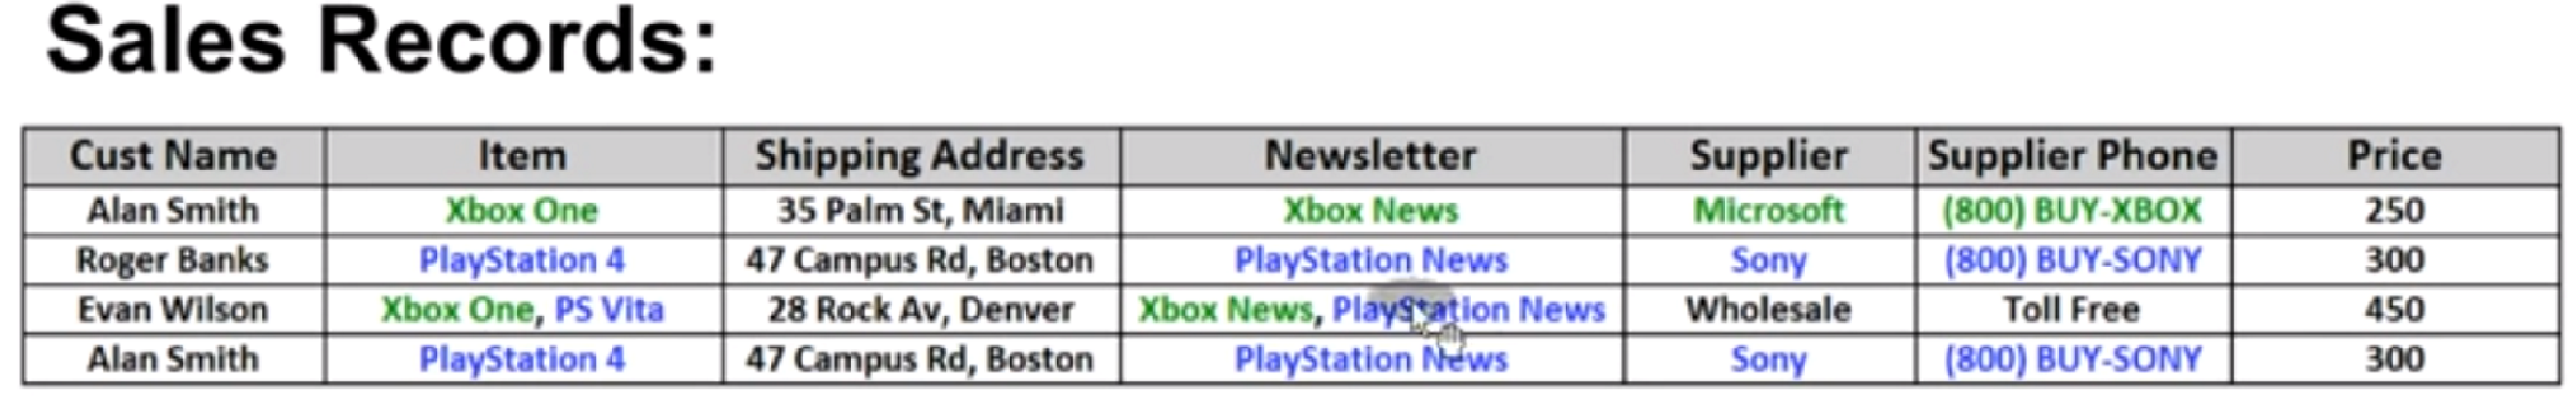 Sales Records:
Cust Name Item Shipping Address Newsletter Supplier Supplier Phone Price
Alan Smith Xbox One 35 Palm St, Miami Xbox News Microsoft (800) BUY-XBOX 250
Roger Banks PlayStation 4 47 Campus Rd, Boston PlayStation News Sony (800) BUY-SONY 300
Evan Wilson Xbox One, PS Vita 28 Rock Av, Denver Xbox News, PlayStation News Wholesale Toll Free 450
Alan Smith PlayStation 4 47 Campus Rd, Boston PlayStation News Sony (800) BUY-SONY 300